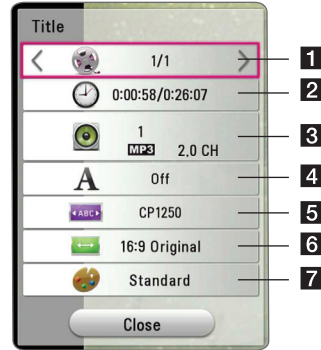 Title
1/1 1
0:00:58/0:26:07 2
1 3
MP3 2,0 CH
A Off 4
ABC CP1250 5
16:9 Original 6
Standard 7
Close